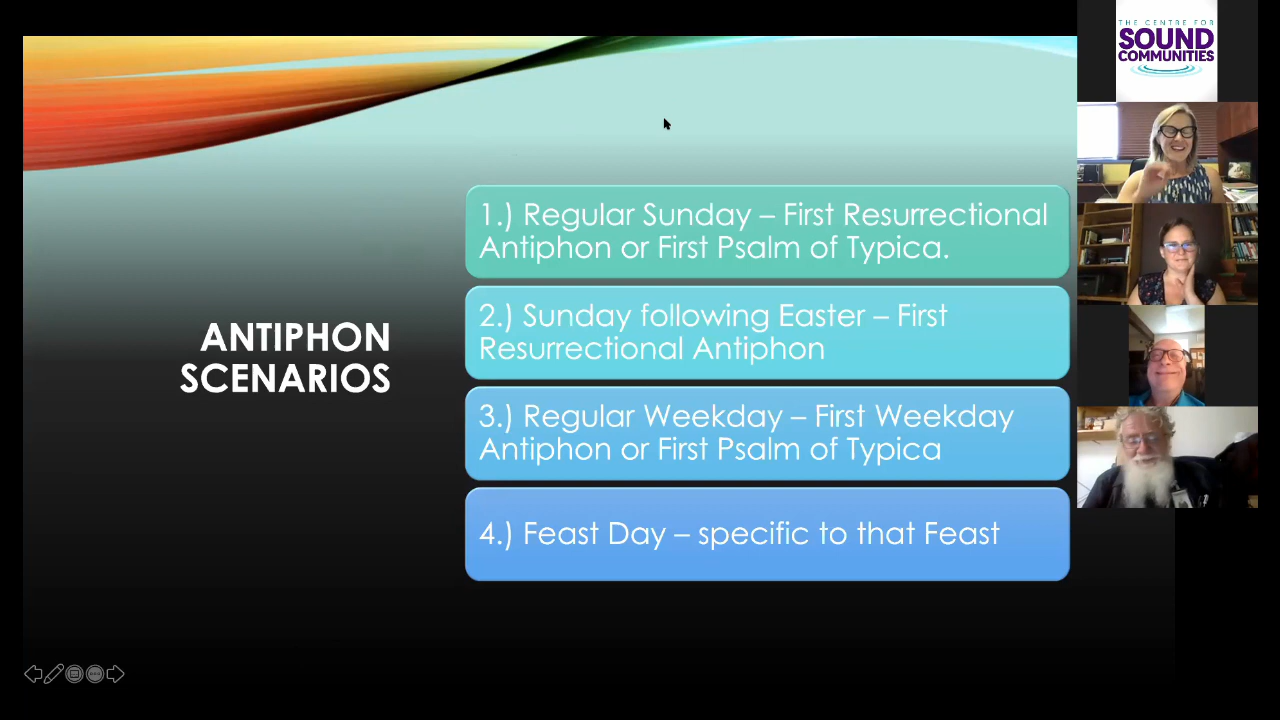 THE CENTRE FOR
SOUND
COMMUNITIES
ANTIPHON
SCENARIOS
1.) Regular Sunday – First Resurrectional
Antiphon or First Psalm of Typica.
2.) Sunday following Easter – First
Resurrectional Antiphon
3.) Regular Weekday – First Weekday
Antiphon or First Psalm of Typica
4.) Feast Day – specific to that Feast